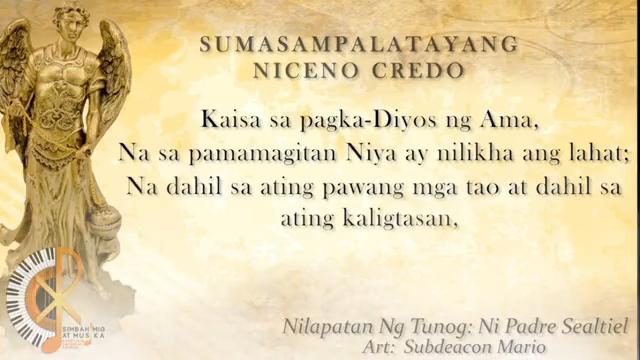 SUMASAMPALATAYANG
NICENO CREDO
Kaisa sa pagka-Diyos ng Ama,
Na sa pamamagitan Niya ay nilikha ang lahat;
Na dahil sa ating pawang mga tao at dahil sa
ating kaligtasan,
Nilapatan Ng Tunog: Ni Padre Sealtiel
Art: Subdeacon Mario